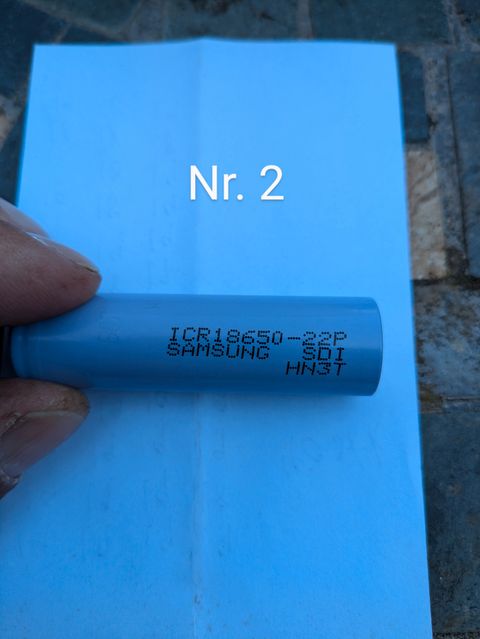 Nr. 2
ICR18650-22P
SAMSUNG SDI
HN3T